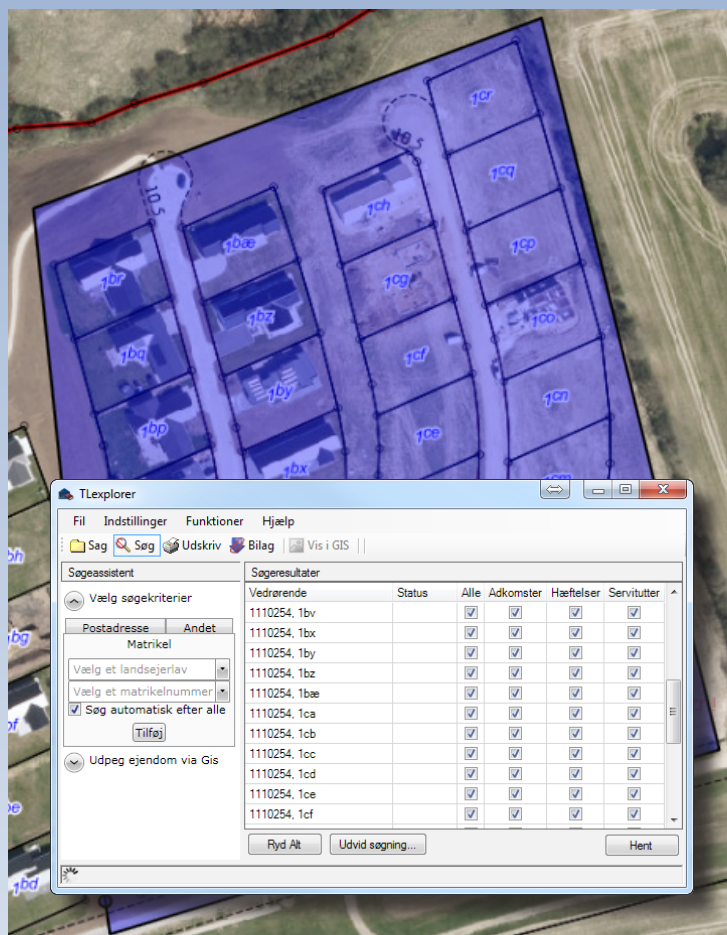 1cr
10.5
1cq
10.5
1ch
1bæ
1cp
1br
1cg
1bz
1co
1bq
1cf
1by
1cn
1bp
1ce
1bx
TLexplorer
Fil Indstillinger Funktioner Hjælp
Sag Søg Udskriv Bilag Vis i GIS
Søgeassistent
Søgeresultater
Vælg søgekriterier
Postadresse Andet
Matrikel
Vælg et landsejerlav
Vælg et matrikelnummer
Søg automatisk efter alle
Tilføj
Udpeg ejendom via Gis
Vedrørende Status Alle Adkomster Hæftelser Servitutter
1110254, 1bv
1110254, 1bx
1110254, 1by
1110254, 1bz
1110254, 1bæ
1110254, 1ca
1110254, 1cb
1110254, 1cc
1110254, 1cd
1110254, 1ce
1110254, 1cf
Ryd Alt Udvid søgning... Hent
bh
bg
bf
be
1bd